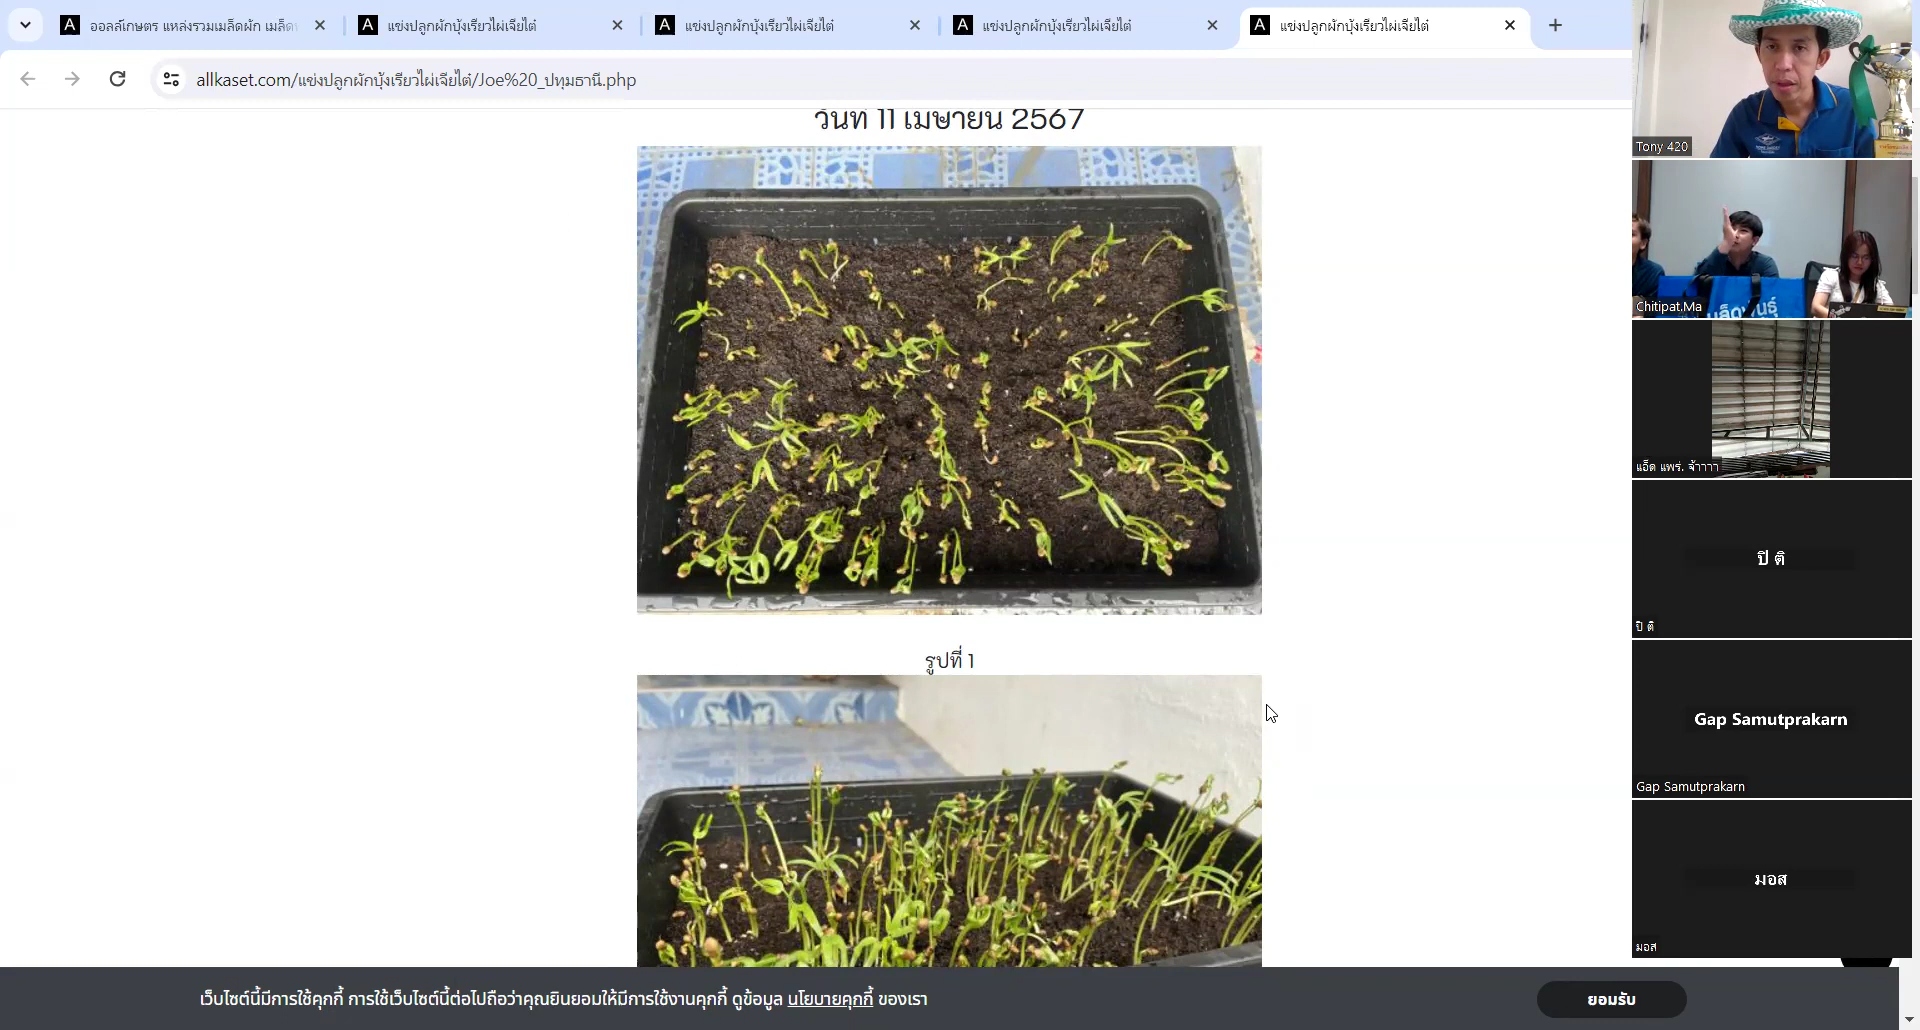 ออลล์เกษตร แหล่งรวมเมล็ดผัก เมล็ด
แข่งปลูกผักบุ้งเรียวไผ่เจียไต๋
แข่งปลูกผักบุ้งเรียวไผ่เจียไต๋
แข่งปลูกผักบุ้งเรียวไผ่เจียไต๋
แข่งปลูกผักบุ้งเรียวไผ่เจียไต๋
allkaset.com/แข่งปลูกผักบุ้งเรียวไผ่เจียไต๋/Joe%20_ปทุมธานี.php
วันที่ 11 เมษายน 2567
รูปที่ 1
Tony 420
Chitipat.Ma
แอ๊ด แพร่. จ้าาาา
ปิ ติ
ปิ ติ
Gap Samutprakarn
Gap Samutprakarn
มอส
มอส
เว็บไซต์นี้มีการใช้คุกกี้ การใช้เว็บไซต์นี้ต่อไปถือว่าคุณยินยอมให้มีการใช้งานคุกกี้ ดูข้อมูล นโยบายคุกกี้ ของเรา
ยอมรับ